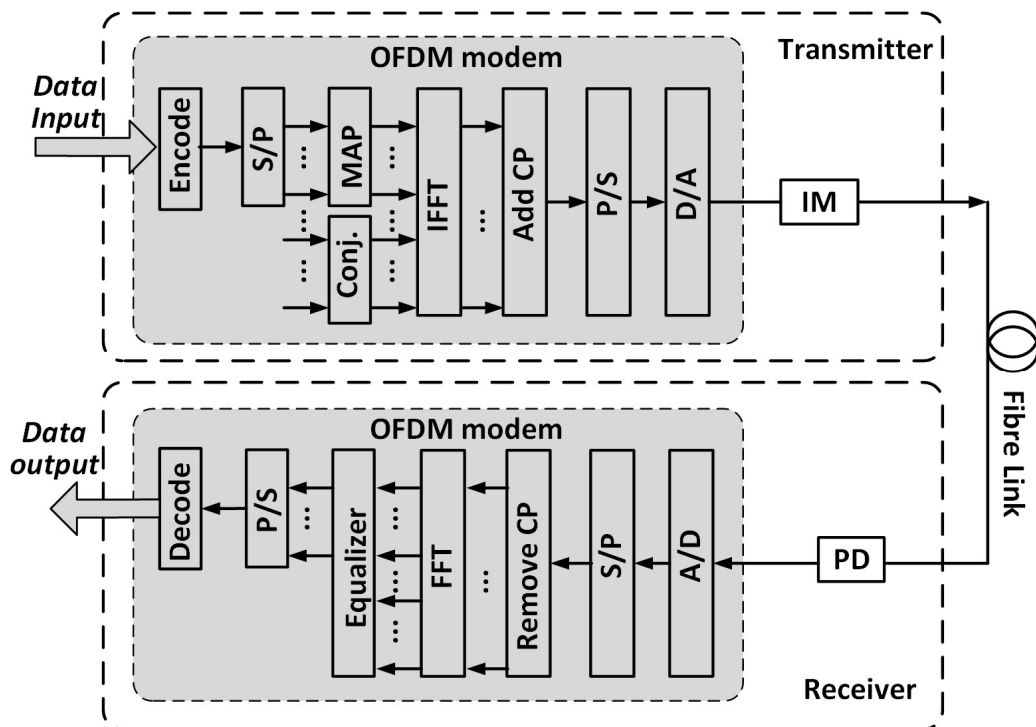 OFDM modem
Transmitter
Data
Input
Encode
S/P
...
...
MAP
Conj.
...
...
...
...
IFFT
...
Add CP
P/S
D/A
IM
Fibre Link
OFDM modem
Data
output
Decode
P/S
...
Equalizer
...
...
...
FFT
...
Remove CP
S/P
A/D
PD
Receiver